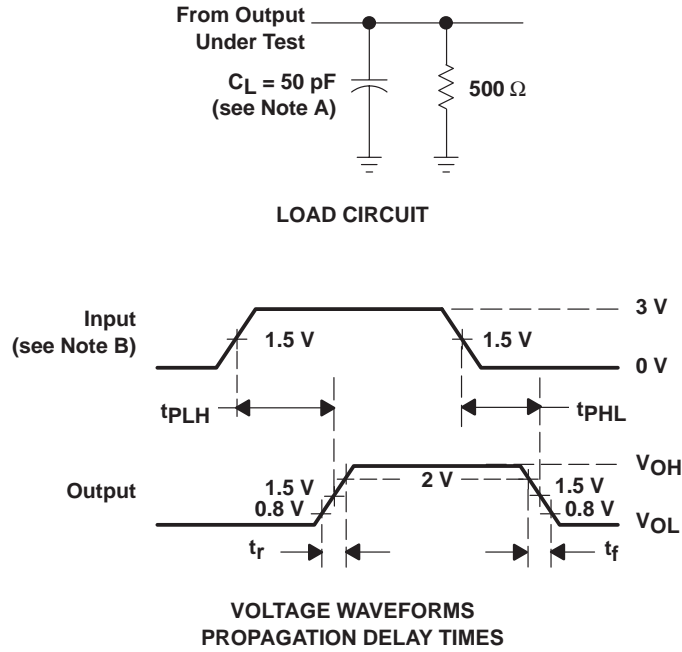 From Output
Under Test
CL = 50 pF
(see Note A)
500 Ω
LOAD CIRCUIT
Input
(see Note B)
1.5 V
1.5 V
3 V
0 V
tPLH
tPHL
Output
1.5 V
0.8 V
2 V
1.5 V
0.8 V
VOH
VOL
tr
tf
VOLTAGE WAVEFORMS
PROPAGATION DELAY TIMES